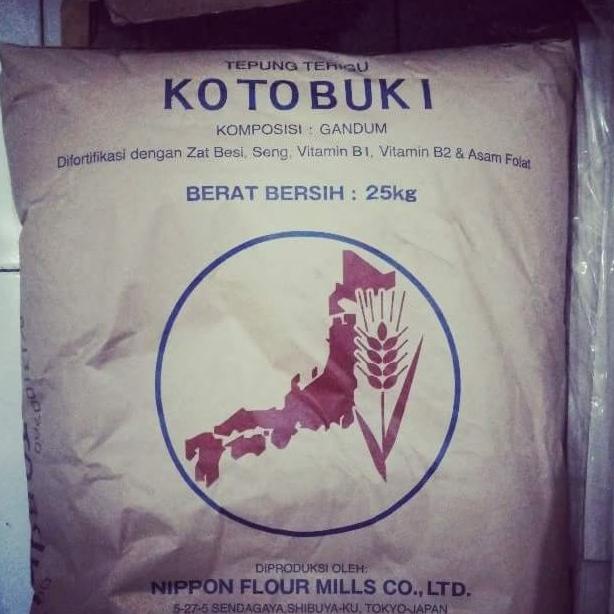 TEPUNG TERIGU
KOTOBUKI
KOMPOSISI : GANDUM
Difortifikasi dengan Zat Besi, Seng, Vitamin B1, Vitamin B2 & Asam Folat
BERAT BERSIH : 25kg
DIPRODUKSI OLEH:
NIPPON FLOUR MILLS CO., LTD.
5-27-5 SENDAGAYA,SHIBUYA-KU, TOKYO-JAPAN